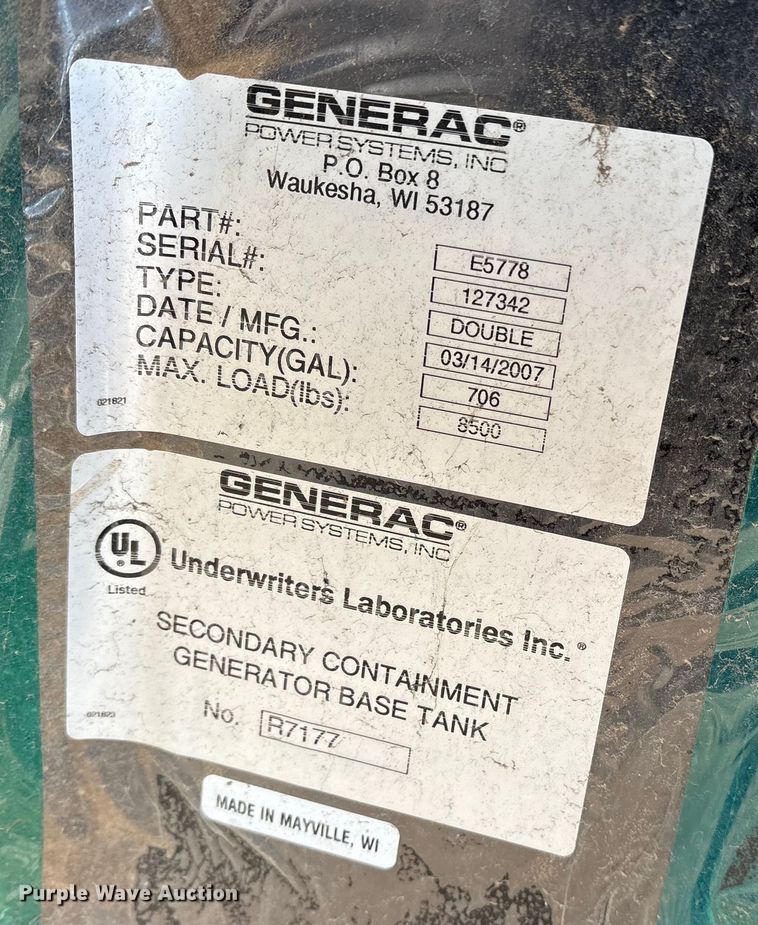 GENERAC®
POWER SYSTEMS, INC
P.O. Box 8
Waukesha, WI 53187
PART#: E5778
SERIAL#: 127342
TYPE: DOUBLE
DATE / MFG.: 03/14/2007
CAPACITY(GAL): 706
MAX. LOAD(lbs): 8500
021821
GENERAC®
POWER SYSTEMS, INC
UL
Listed
Underwriters Laboratories Inc.®
SECONDARY CONTAINMENT
GENERATOR BASE TANK
No. R7177
021823
MADE IN MAYVILLE, WI
Purple Wave Auction